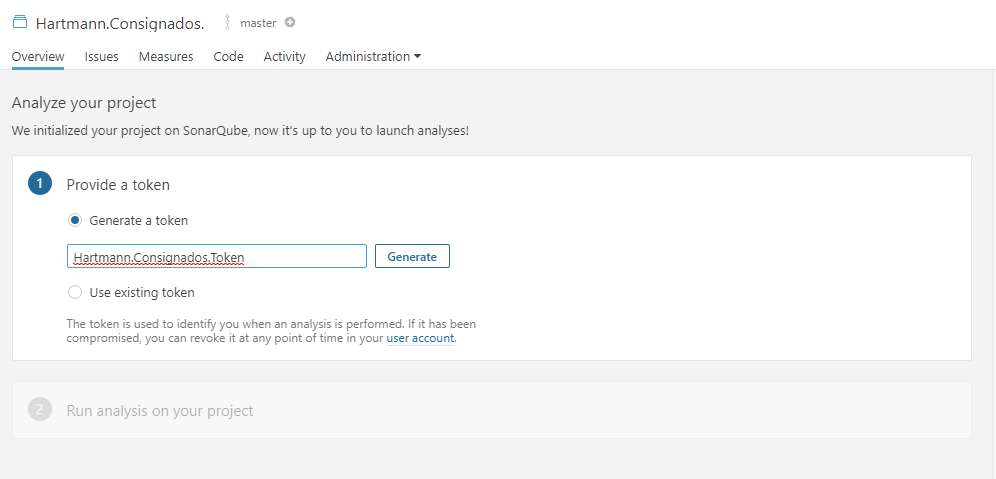 Hartmann.Consignados. master
Overview Issues Measures Code Activity Administration
Analyze your project
We initialized your project on SonarQube, now it's up to you to launch analyses!
1 Provide a token
Generate a token
Hartmann.Consignados.Token Generate
Use existing token
The token is used to identify you when an analysis is performed. If it has been
compromised, you can revoke it at any point of time in your user account.
2 Run analysis on your project